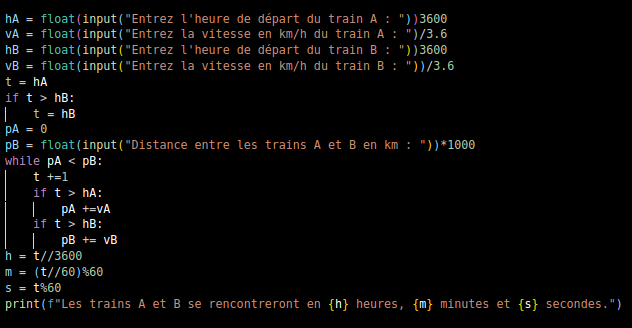 hA = float(input("Entrez l'heure de départ du train A : "))3600
vA = float(input("Entrez la vitesse en km/h du train A : ")/3.6
hB = float(input("Entrez l'heure de départ du train B : "))3600
vB = float(input("Entrez la vitesse en km/h du train B : "))/3.6
t = hA
if t > hB:
    t = hB
pA = 0
pB = float(input("Distance entre les trains A et B en km : "))*1000
while pA < pB:
    t +=1
    if t > hA:
        pA +=vA
    if t > hB:
        pB += vB
h = t//3600
m = (t//60)%60
s = t%60
print(f"Les trains A et B se rencontreront en {h} heures, {m} minutes et {s} secondes.")